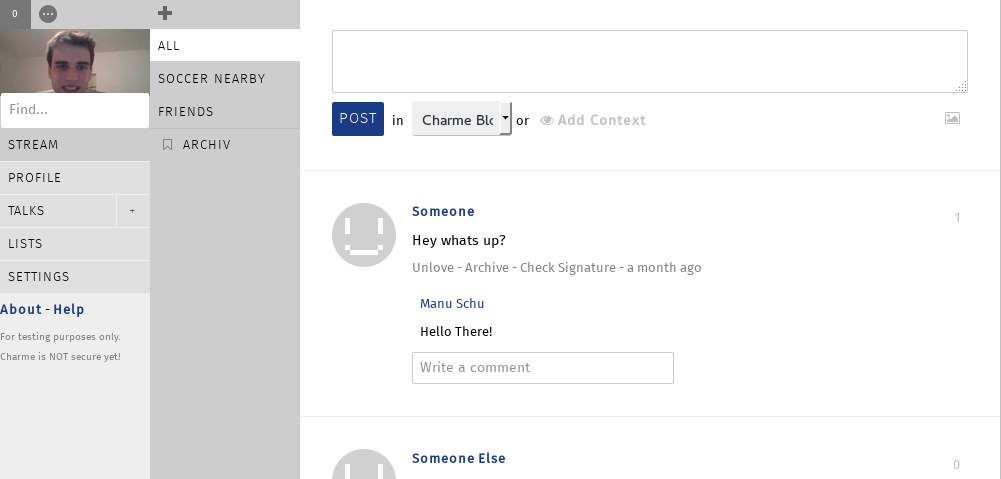 0
Find...
STREAM
PROFILE
TALKS +
LISTS
SETTINGS
About - Help
For testing purposes only.
Charme is NOT secure yet!
ALL
SOCCER NEARBY
FRIENDS
ARCHIV
POST in Charme Blo or Add Context
Someone 1
Hey whats up?
Unlove - Archive - Check Signature - a month ago
Manu Schu
Hello There!
Write a comment
Someone Else 0